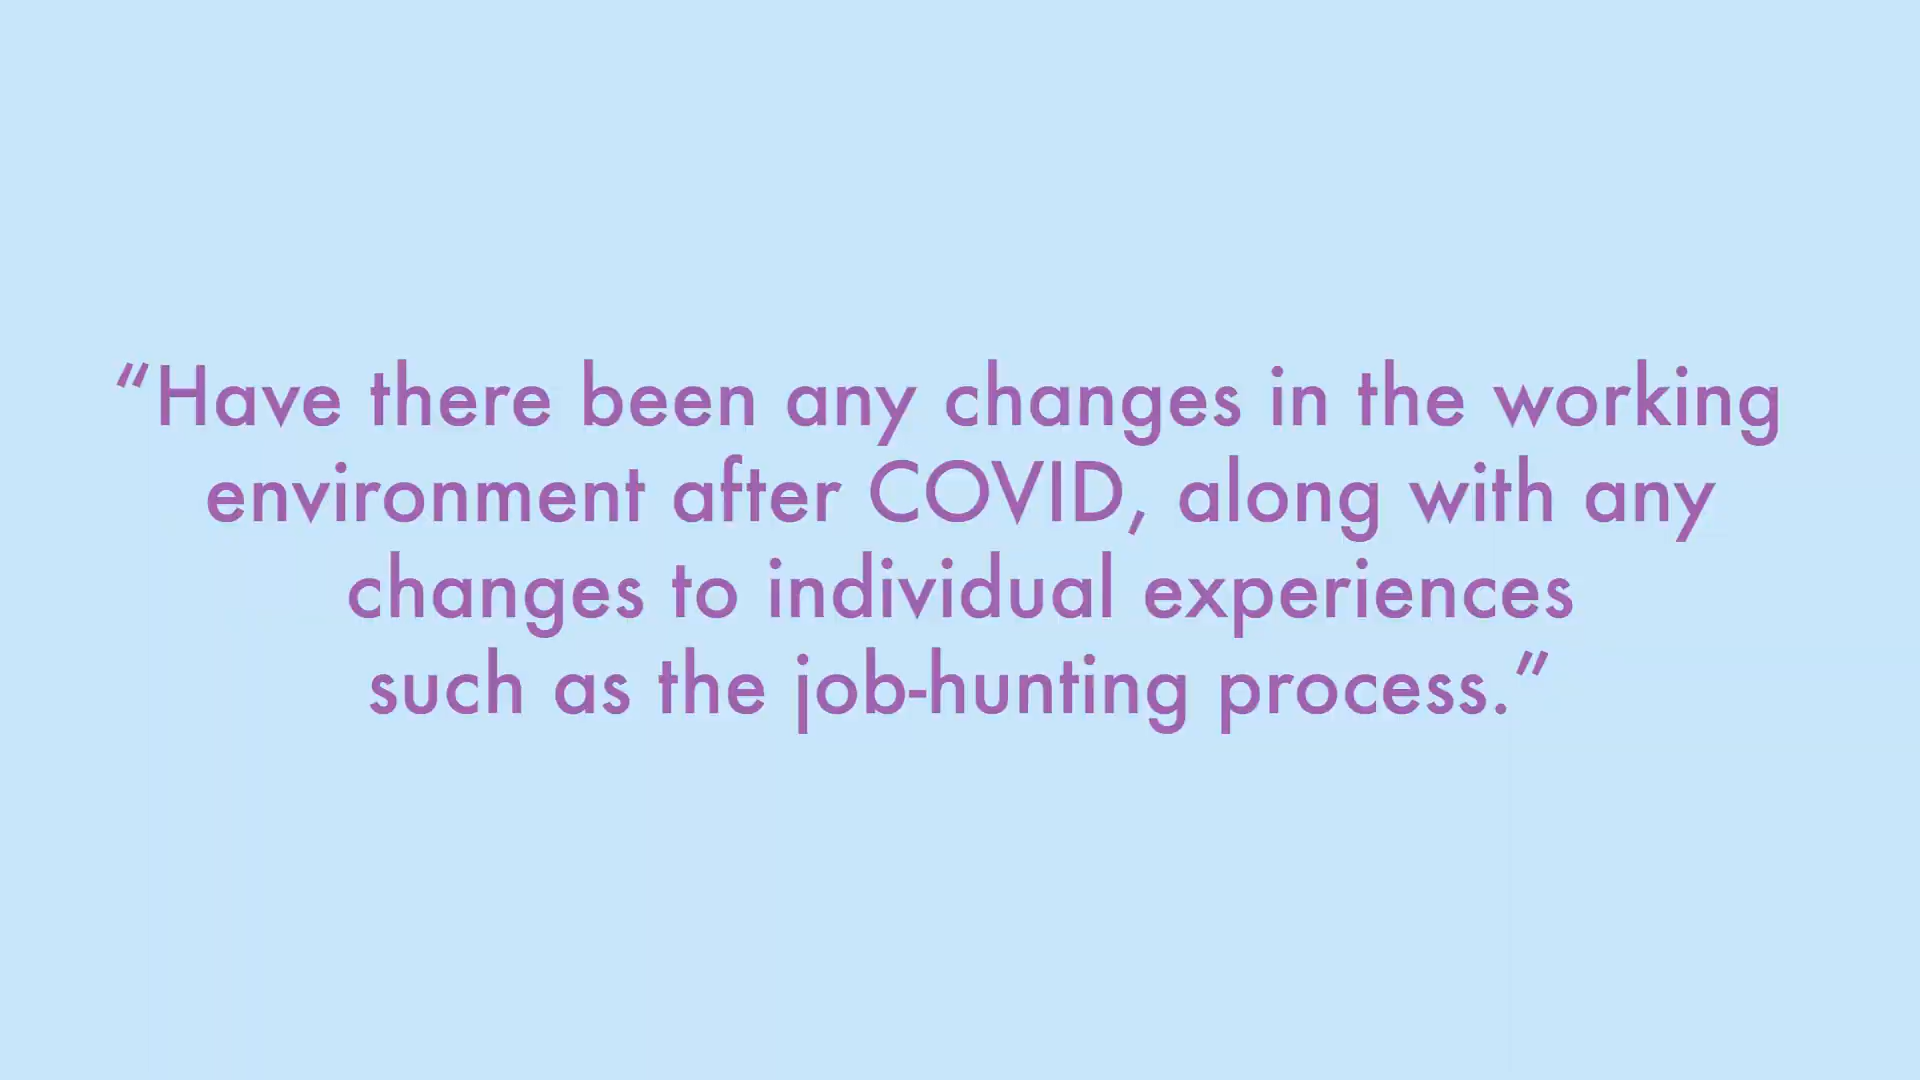 “Have there been any changes in the working
environment after COVID, along with any
changes to individual experiences
such as the job-hunting process.”